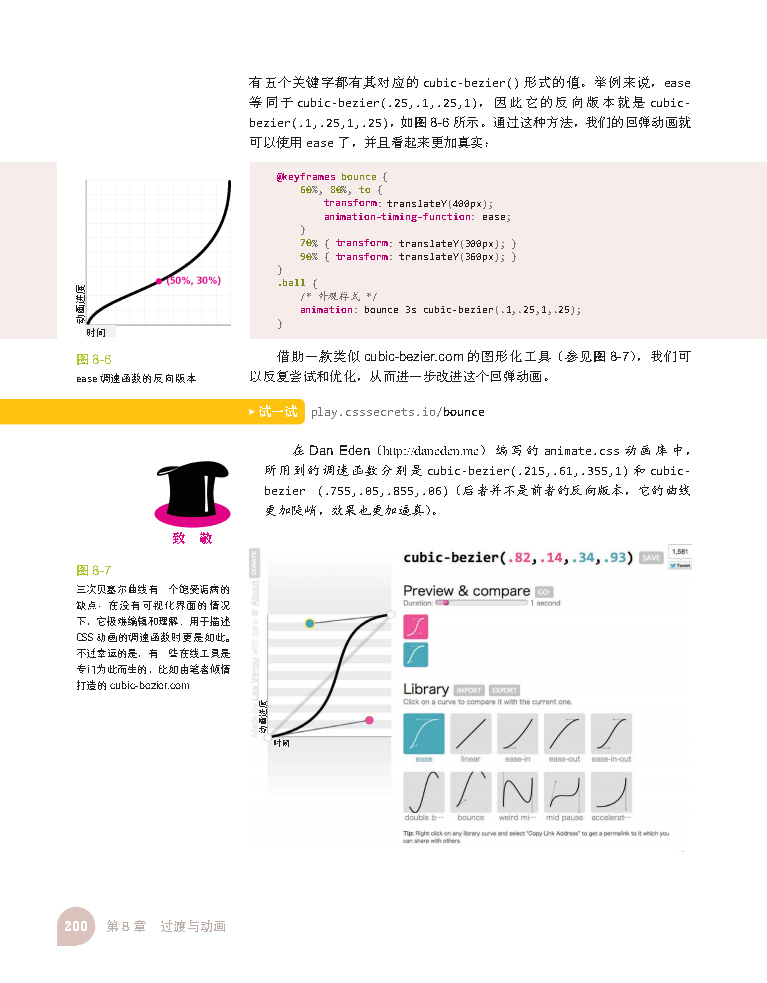 有五个关键字都有其对应的 cubic-bezier() 形式的值。举例来说，ease
等同于 cubic-bezier(.25,.1,.25,1)，因此它的反向版本就是 cubic-
bezier(.1,.25,1,.25)，如图 8-6 所示。通过这种方法，我们的回弹动画就
可以使用 ease 了，并且看起来更加真实：
@keyframes bounce {
60%, 80%, to {
transform: translateY(400px);
animation-timing-function: ease;
}
70% { transform: translateY(300px); }
90% { transform: translateY(360px); }
}
.ball {
/* 外观样式 */
animation: bounce 3s cubic-bezier(.1,.25,1,.25);
}
(50%, 30%)
动画进度
时间
图 8-6
ease 调速函数的反向版本
借助一款类似 cubic-bezier.com 的图形化工具（参见图 8-7），我们可
以反复尝试和优化，从而进一步改进这个回弹动画。
▶ 试一试 play.csssecrets.io/bounce
在 Dan Eden（http://daneden.me）编写的 animate.css 动画库中，
所用到的调速函数分别是 cubic-bezier(.215,.61,.355,1) 和 cubic-
bezier (.755,.05,.855,.06)（后者并不是前者的反向版本，它的曲线
更加陡峭，效果也更加逼真）。
致 敬
图 8-7
三次贝塞尔曲线有一个饱受诟病的
缺点：在没有可视化界面的情况
下，它极难编辑和理解，用于描述
CSS 动画的调速函数时更是如此。
不过幸运的是，有一些在线工具是
专门为此而生的，比如由笔者倾情
打造的 cubic-bezier.com
Lea Verou with care ★ About
DONATE
动画进度
时间
cubic-bezier(.82,.14,.34,.93)
SAVE
1,581
Tweet
Preview & compare GO!
Duration: 1 second
Library IMPORT EXPORT
Click on a curve to compare it with the current one.
ease linear ease-in ease-out ease-in-out
double b… bounce weird mi… mid pause accelerat…
Tip: Right click on any library curve and select "Copy Link Address" to get a permalink to it which you
can share with others
200 第 8 章 过渡与动画